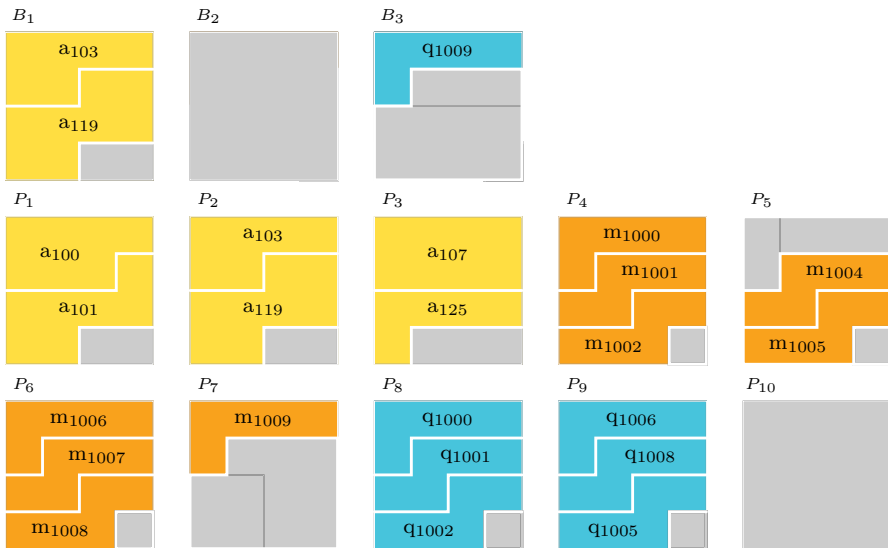 B₁ B₂ B₃
a₁₀₃ q₁₀₀₉
a₁₁₉
P₁ P₂ P₃ P₄ P₅
a₁₀₃ m₁₀₀₀
a₁₀₀ a₁₀₇ m₁₀₀₁ m₁₀₀₄
a₁₀₁ a₁₁₉ a₁₂₅
m₁₀₀₂ m₁₀₀₅
P₆ P₇ P₈ P₉ P₁₀
m₁₀₀₆ m₁₀₀₉ q₁₀₀₀ q₁₀₀₆
m₁₀₀₇ q₁₀₀₁ q₁₀₀₈
m₁₀₀₈ q₁₀₀₂ q₁₀₀₅